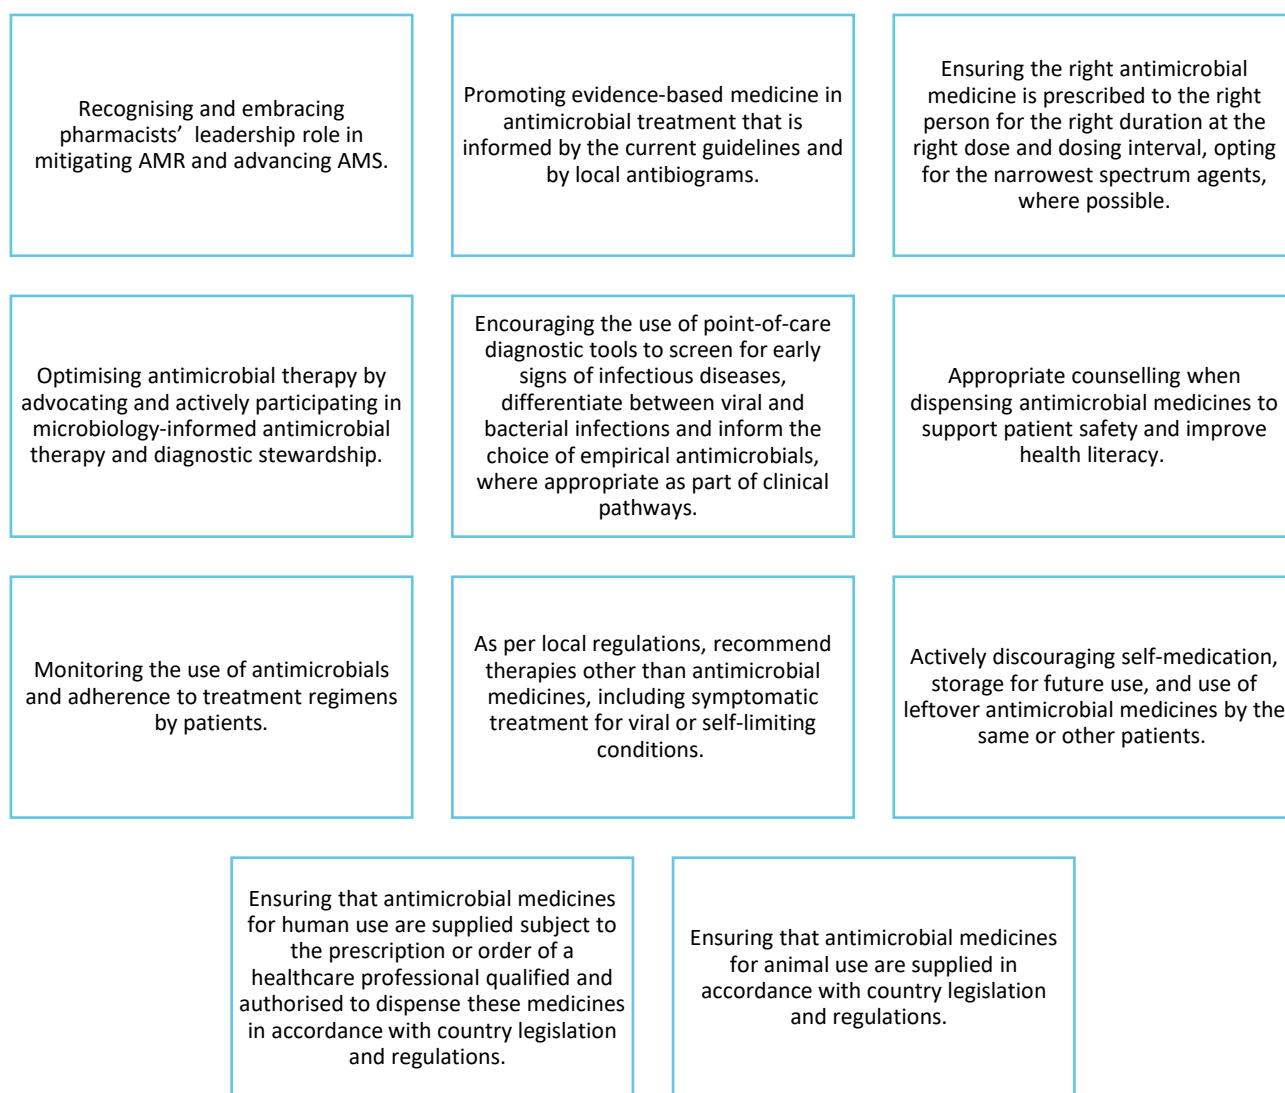 Recognising and embracing
pharmacists’  leadership role in
mitigating AMR and advancing AMS.
Promoting evidence-based medicine in
antimicrobial treatment that is
informed by the current guidelines and
by local antibiograms.
Ensuring the right antimicrobial
medicine is prescribed to the right
person for the right duration at the
right dose and dosing interval, opting
for the narrowest spectrum agents,
where possible.
Optimising antimicrobial therapy by
advocating and actively participating in
microbiology-informed antimicrobial
therapy and diagnostic stewardship.
Encouraging the use of point-of-care
diagnostic tools to screen for early
signs of infectious diseases,
differentiate between viral and
bacterial infections and inform the
choice of empirical antimicrobials,
where appropriate as part of clinical
pathways.
Appropriate counselling when
dispensing antimicrobial medicines to
support patient safety and improve
health literacy.
Monitoring the use of antimicrobials
and adherence to treatment regimens
by patients.
As per local regulations, recommend
therapies other than antimicrobial
medicines, including symptomatic
treatment for viral or self-limiting
conditions.
Actively discouraging self-medication,
storage for future use, and use of
leftover antimicrobial medicines by the
same or other patients.
Ensuring that antimicrobial medicines
for human use are supplied subject to
the prescription or order of a
healthcare professional qualified and
authorised to dispense these medicines
in accordance with country legislation
and regulations.
Ensuring that antimicrobial medicines
for animal use are supplied in
accordance with country legislation
and regulations.